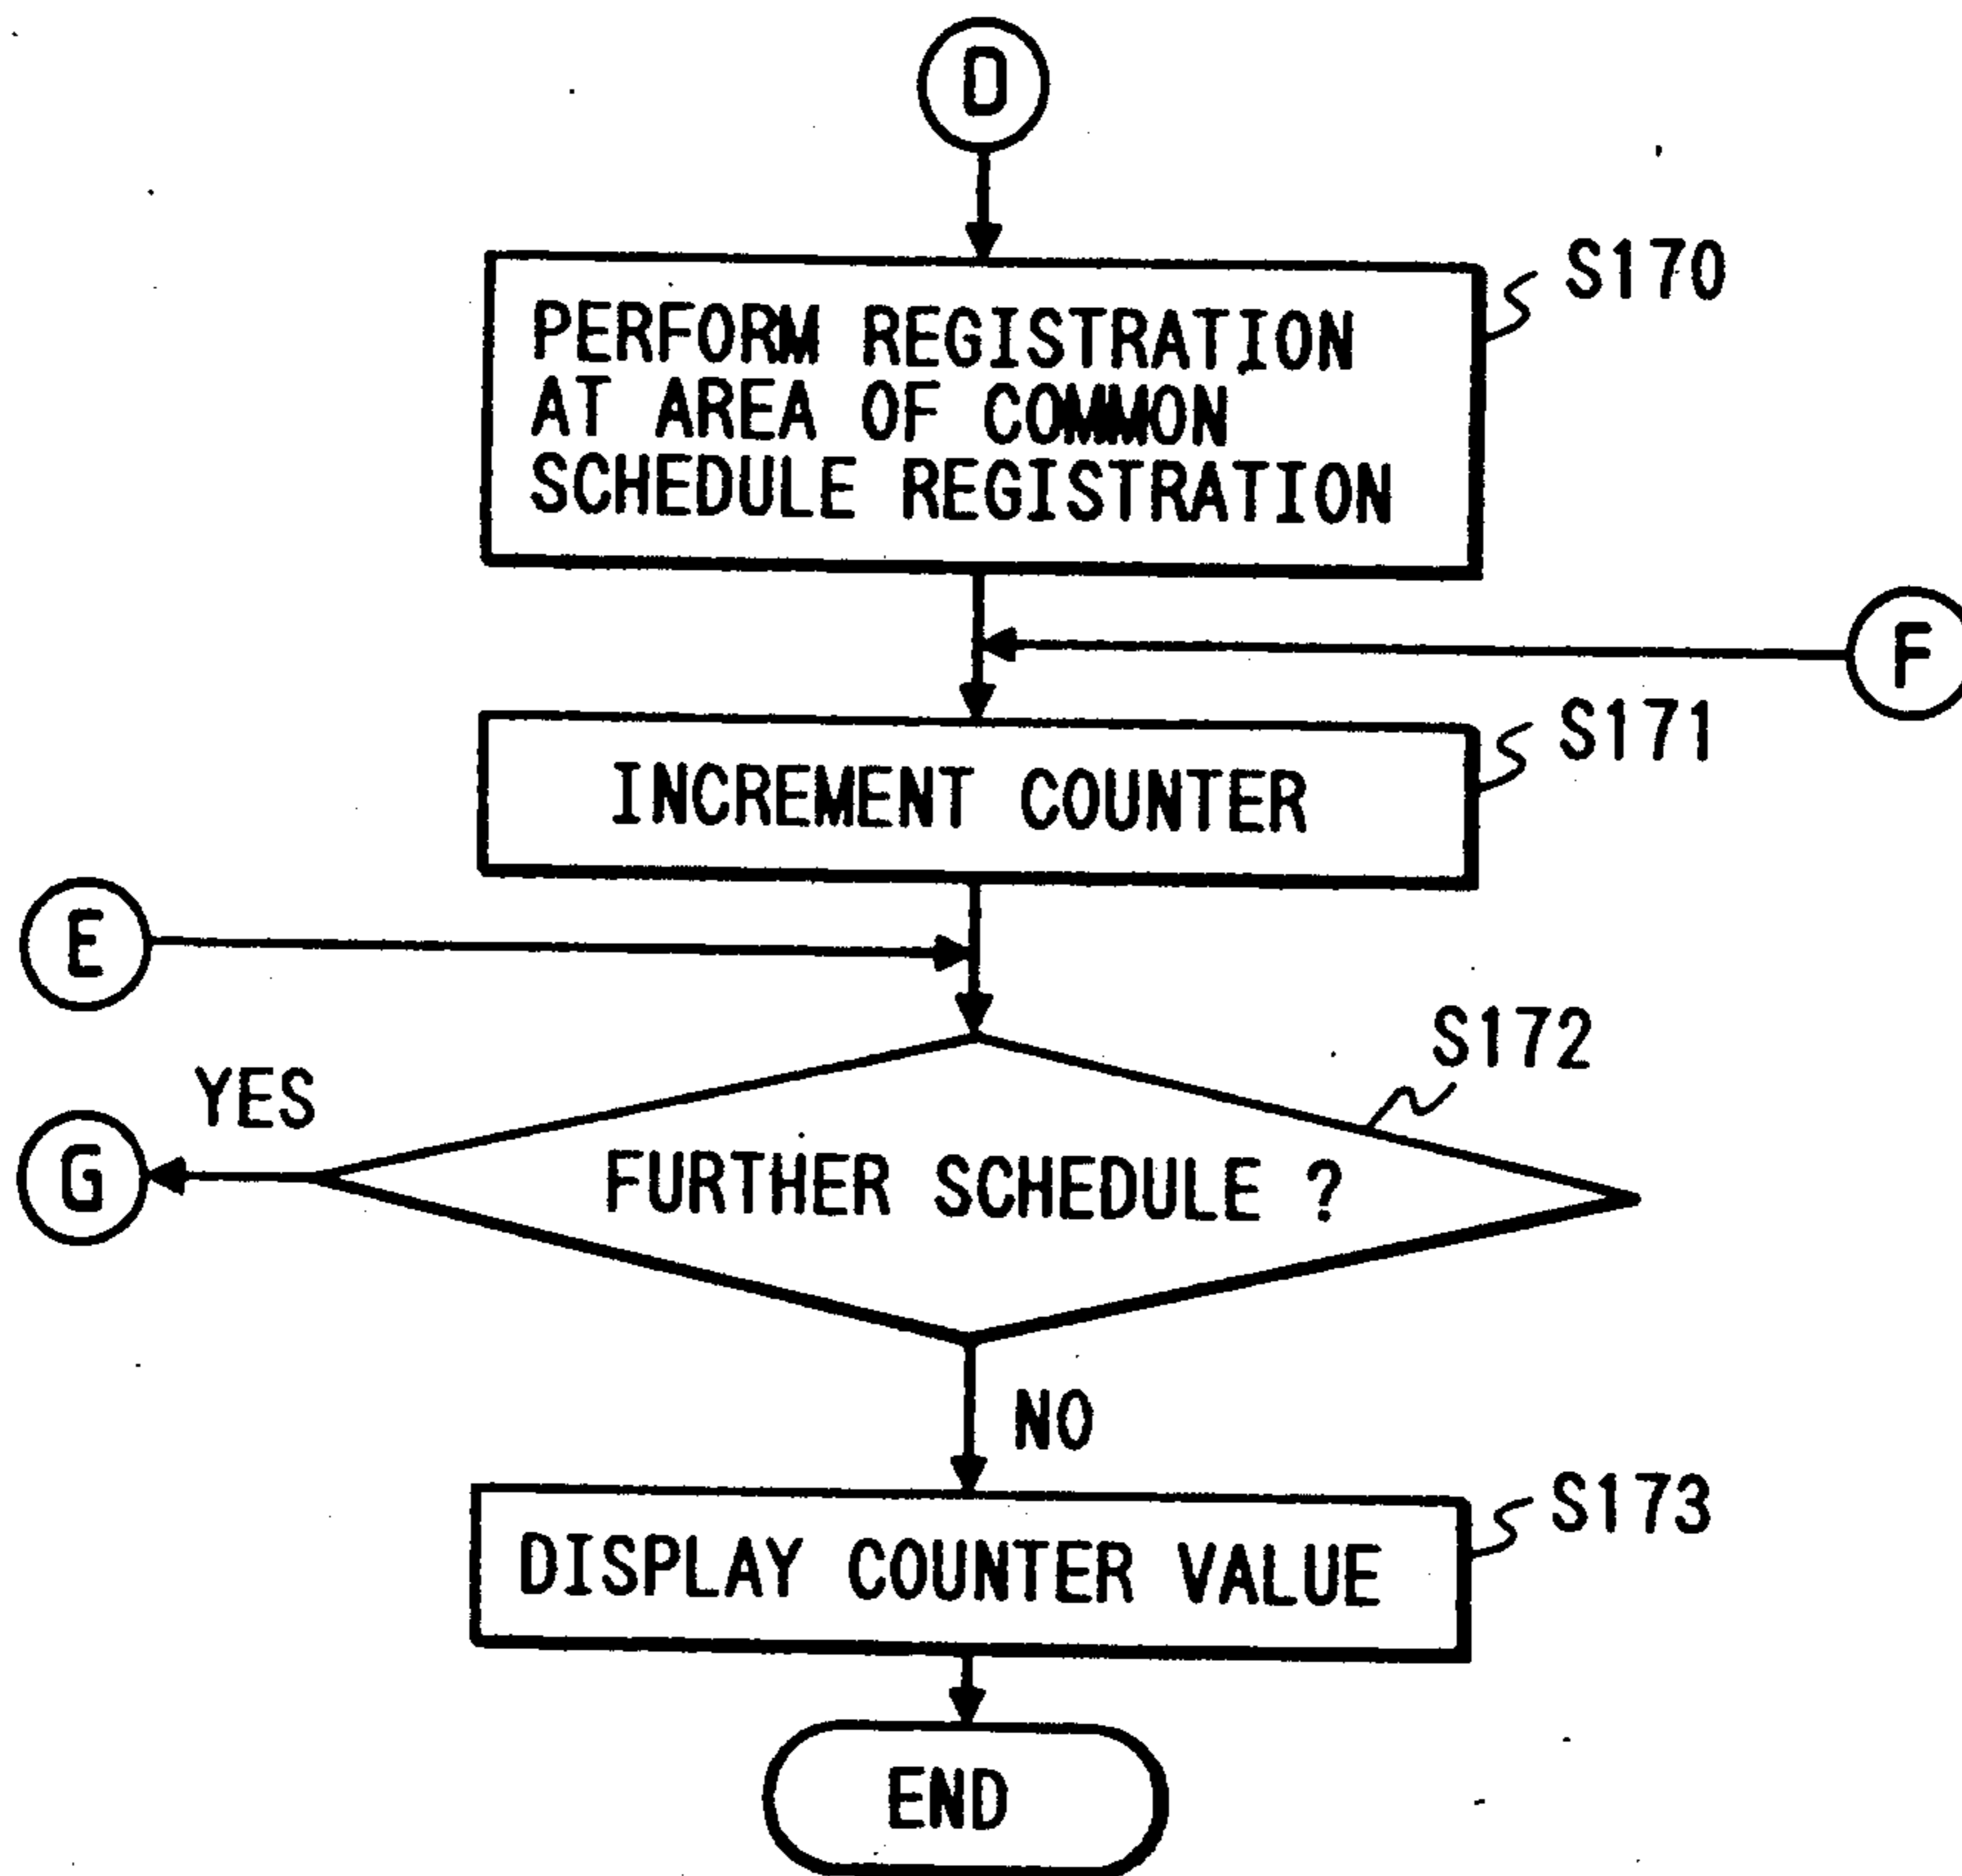 D
S170
PERFORM REGISTRATION
AT AREA OF COMMON
SCHEDULE REGISTRATION
F
S171
INCREMENT COUNTER
E
S172
YES
G
FURTHER SCHEDULE ?
NO
S173
DISPLAY COUNTER VALUE
END